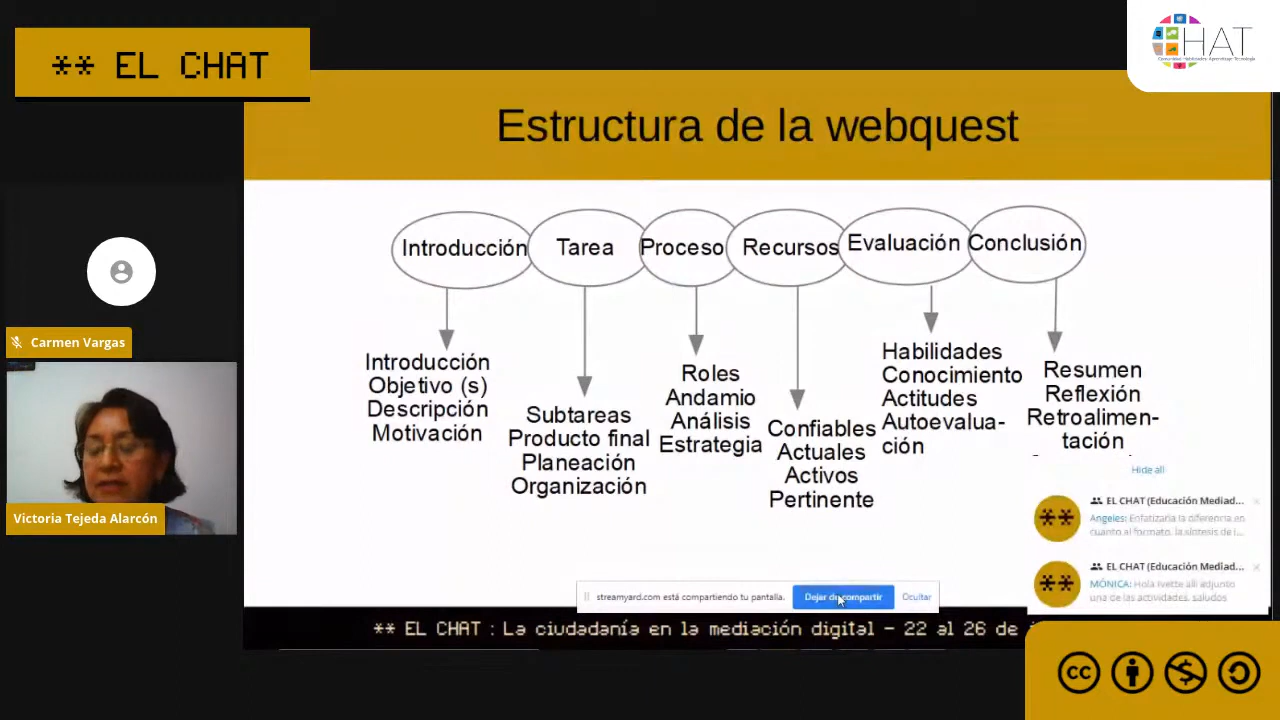 ** EL CHAT
HAT
Estructura de la webquest
Introducción
Tarea
Proceso
Recursos
Evaluación
Conclusión
Introducción
Objetivo (s)
Descripción
Motivación
Subtareas
Producto final
Planeación
Organización
Roles
Andamio
Análisis
Estrategia
Confiables
Actuales
Activos
Pertinente
Habilidades
Conocimiento
Actitudes
Autoevalua-
ción
Resumen
Reflexión
Retroalimen-
tación
Carmen Vargas
Victoria Tejeda Alarcón
Hide all
** EL CHAT (Educación Mediad...
Angeles: Enfatizaría la diferencia en
cuanto al formato, la síntesis de i...
** EL CHAT (Educación Mediad...
MÓNICA: Hola Ivette allí adjunto
una de las actividades. saludos
streamyard.com está compartiendo tu pantalla.
Dejar de compartir
Ocultar
** EL CHAT : La ciudadanía en la mediación digital – 22 al 26 de
cc